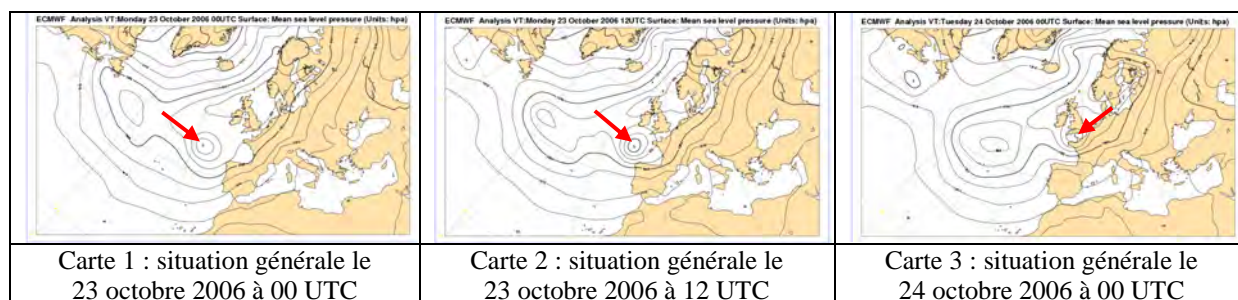 ECMWF Analysis VT:Monday 23 October 2006 00UTC Surface: Mean sea level pressure (Units: hpa)
ECMWF Analysis VT:Monday 23 October 2006 12UTC Surface: Mean sea level pressure (Units: hpa)
ECMWF Analysis VT:Tuesday 24 October 2006 00UTC Surface: Mean sea level pressure (Units: hpa)
Carte 1 : situation générale le
23 octobre 2006 à 00 UTC
Carte 2 : situation générale le
23 octobre 2006 à 12 UTC
Carte 3 : situation générale le
24 octobre 2006 à 00 UTC